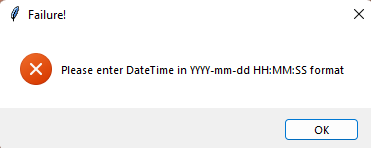 Failure!
Please enter DateTime in YYYY-mm-dd HH:MM:SS format
OK